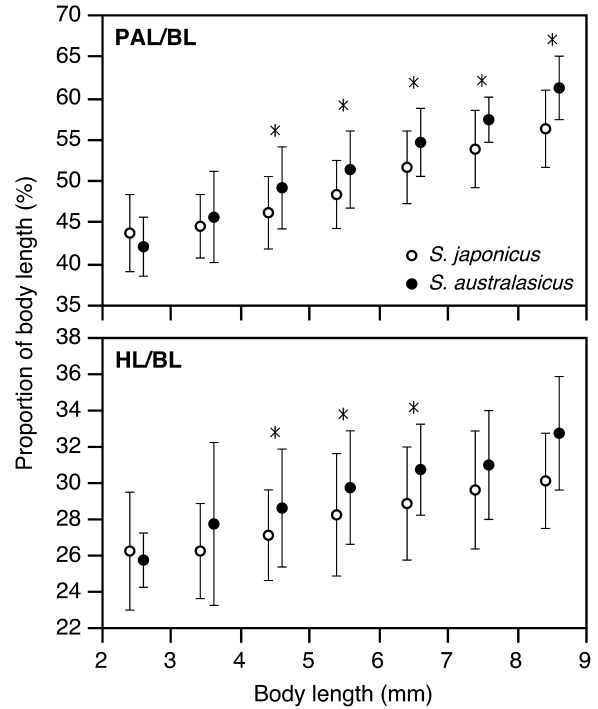 70
PAL/BL
65
60
55
50
45
40
35
S. japonicus
S. australasicus
Proportion of body length (%)
38
HL/BL
36
34
32
30
28
26
24
22
2 3 4 5 6 7 8 9
Body length (mm)